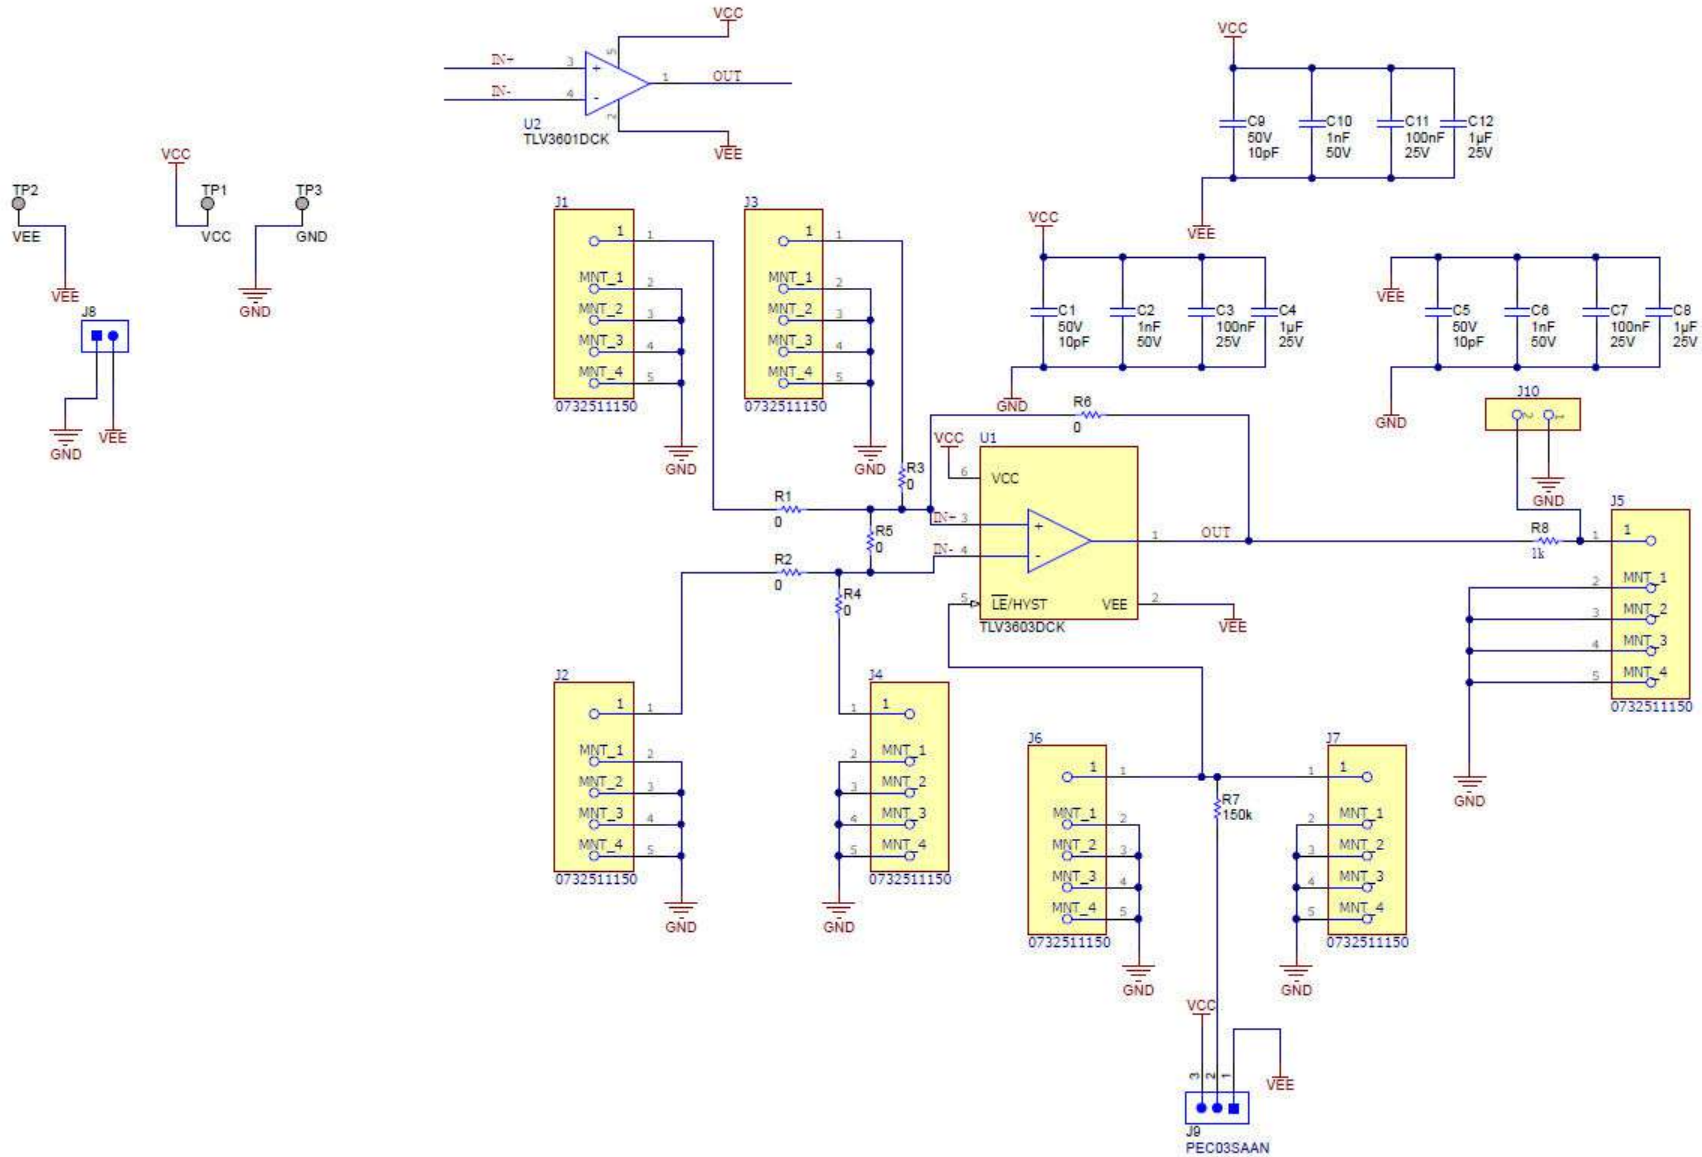 VCC
IN+ 3 + 5 1 OUT
IN- 4 - 2
U2
TLV3601DCK
VEE
VCC
C9
50V
10pF
C10
1nF
50V
C11
100nF
25V
C12
1µF
25V
VEE
TP2
VEE
VEE
VCC
TP1
VCC
TP3
GND
GND
J8
GND
VEE
J1
1 1
MNT_1 2
MNT_2 3
MNT_3 4
MNT_4 5
0732511150
GND
J3
1 1
MNT_1 2
MNT_2 3
MNT_3 4
MNT_4 5
0732511150
GND
VCC
C1
50V
10pF
C2
1nF
50V
C3
100nF
25V
C4
1µF
25V
GND
VEE
C5
50V
10pF
C6
1nF
50V
C7
100nF
25V
C8
1µF
25V
GND
J10
2 1
GND
R6
0
R3
0
R1
0
R5
0
R2
0
R4
0
VCC
U1
6 VCC
IN+ 3 +
IN- 4 -
1 OUT
5 LE/HYST
VEE 2
TLV3603DCK
VEE
R8
1k
J5
1 1
2 MNT_1
3 MNT_2
4 MNT_3
5 MNT_4
0732511150
GND
J2
1 1
MNT_1 2
MNT_2 3
MNT_3 4
MNT_4 5
0732511150
GND
J4
1 1
2 MNT_1
3 MNT_2
4 MNT_3
5 MNT_4
0732511150
GND
J6
1 1
MNT_1 2
MNT_2 3
MNT_3 4
MNT_4 5
0732511150
GND
R7
150k
J7
1 1
2 MNT_1
3 MNT_2
4 MNT_3
5 MNT_4
0732511150
GND
VCC
3 2 1
VEE
J9
PEC03SAAN